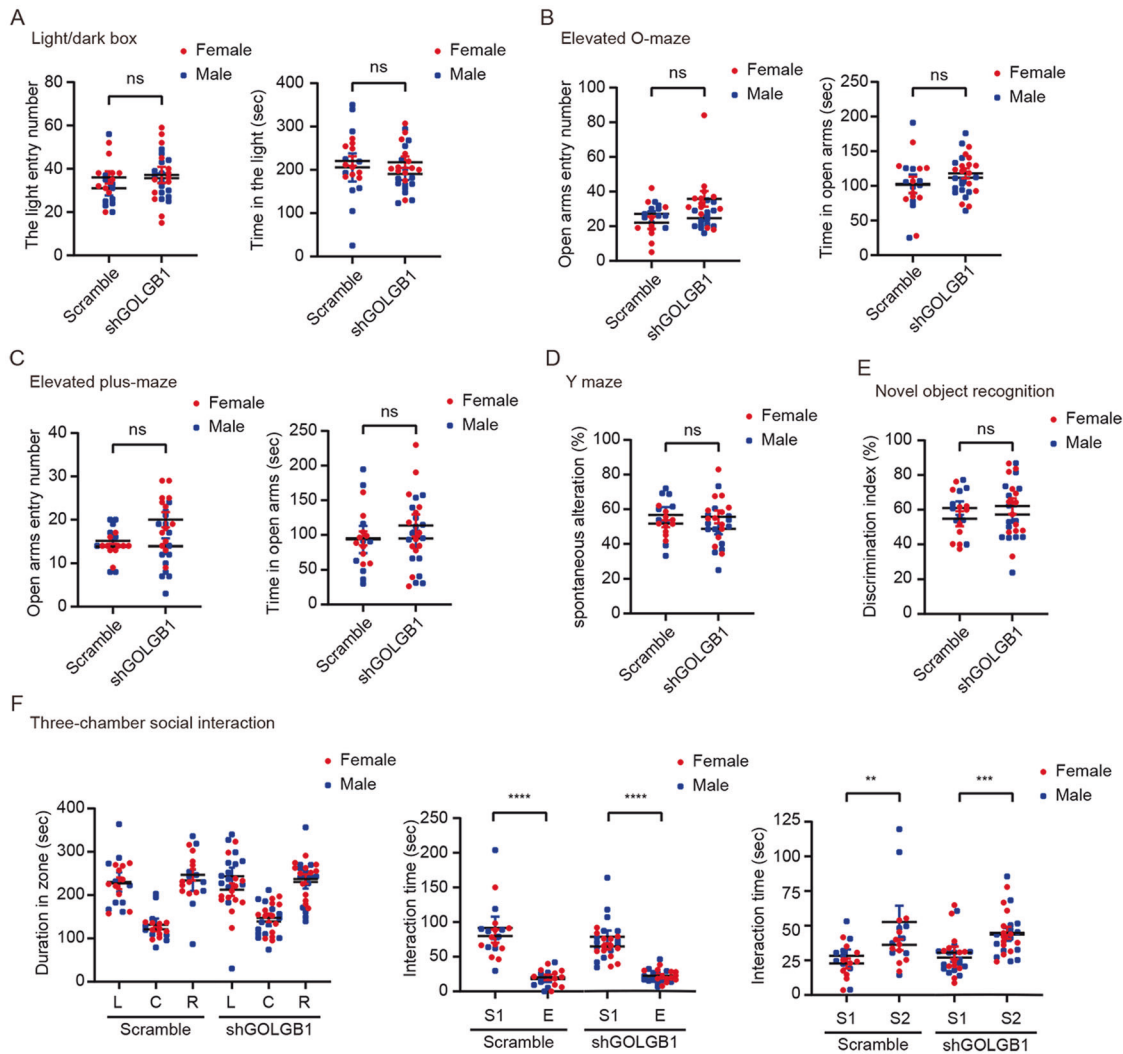 A
Light/dark box
Female
Male
ns
The light entry number
60
40
20
0
Scramble
shGOLGB1
Female
Male
ns
Time in the light (sec)
400
300
200
100
0
Scramble
shGOLGB1
B
Elevated O-maze
Female
Male
ns
Open arms entry number
100
80
60
40
20
0
Scramble
shGOLGB1
Female
Male
ns
Time in open arms (sec)
250
200
150
100
50
0
Scramble
shGOLGB1
C
Elevated plus-maze
Female
Male
ns
Open arms entry number
40
30
20
10
0
Scramble
shGOLGB1
Female
Male
ns
Time in open arms (sec)
250
200
150
100
50
0
Scramble
shGOLGB1
D
Y maze
Female
Male
ns
spontaneous alteration (%)
100
80
60
40
20
0
Scramble
shGOLGB1
E
Novel object recognition
Female
Male
ns
Discrimination index (%)
100
80
60
40
20
0
Scramble
shGOLGB1
F
Three-chamber social interaction
Female
Male
Duration in zone (sec)
400
300
200
100
0
L C R L C R
Scramble shGOLGB1
Female
Male
**** ****
Interaction time (sec)
250
200
150
100
50
0
S1 E S1 E
Scramble shGOLGB1
Female
Male
** ***
Interaction time (sec)
125
100
75
50
25
0
S1 S2 S1 S2
Scramble shGOLGB1